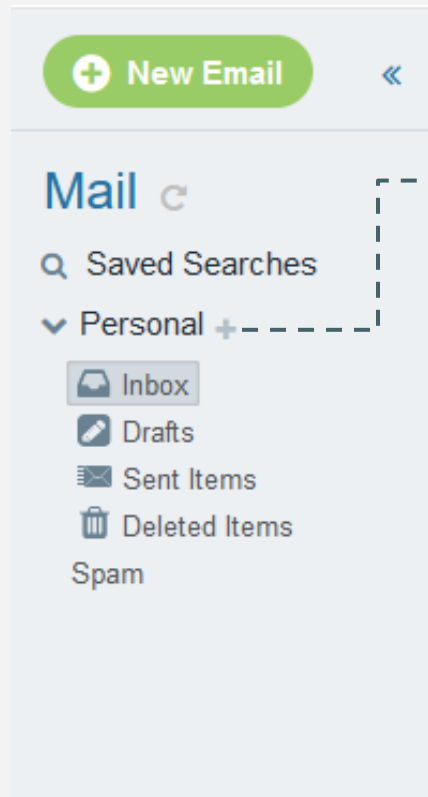 New Email
Mail
Saved Searches
Personal
Inbox
Drafts
Sent Items
Deleted Items
Spam